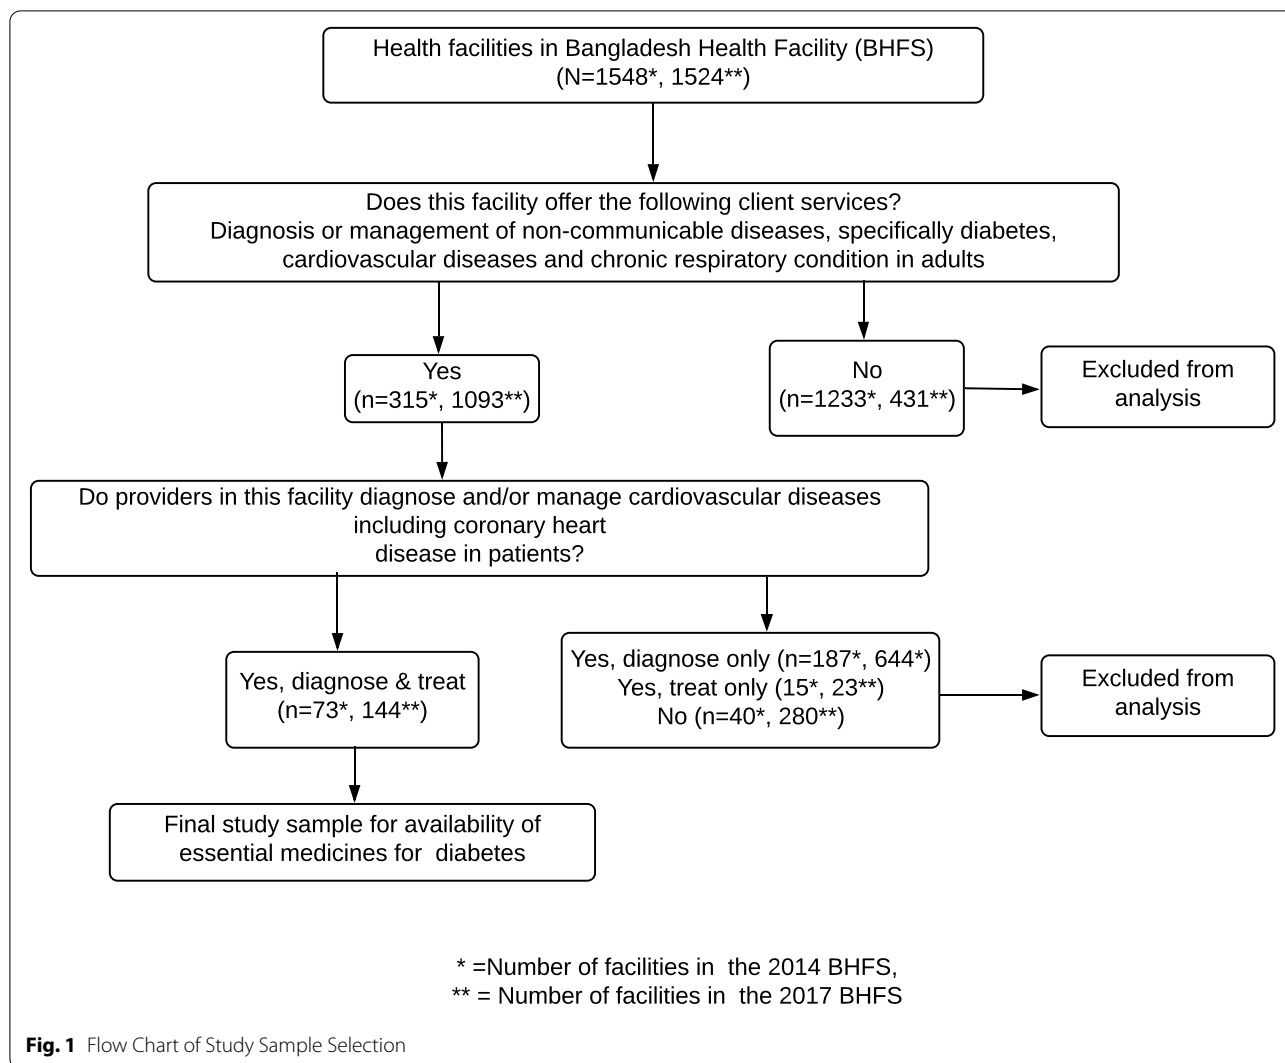 Health facilities in Bangladesh Health Facility (BHFS)
(N=1548*, 1524**)
Does this facility offer the following client services?
Diagnosis or management of non-communicable diseases, specifically diabetes,
cardiovascular diseases and chronic respiratory condition in adults
Yes
(n=315*, 1093**)
No
(n=1233*, 431**)
Excluded from
analysis
Do providers in this facility diagnose and/or manage cardiovascular diseases
including coronary heart
disease in patients?
Yes, diagnose & treat
(n=73*, 144**)
Yes, diagnose only (n=187*, 644*)
Yes, treat only (15*, 23**)
No (n=40*, 280**)
Excluded from
analysis
Final study sample for availability of
essential medicines for  diabetes
* =Number of facilities in  the 2014 BHFS,
** = Number of facilities in  the 2017 BHFS
Fig. 1 Flow Chart of Study Sample Selection